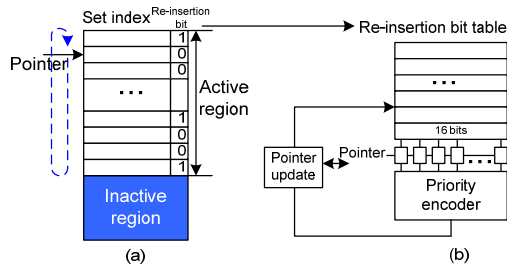 Set index
Re-insertion bit
1
0
0
...
1
0
0
1
Pointer
Active region
Inactive region
(a)
Re-insertion bit table
...
16 bits
Pointer update
Pointer
...
Priority encoder
(b)